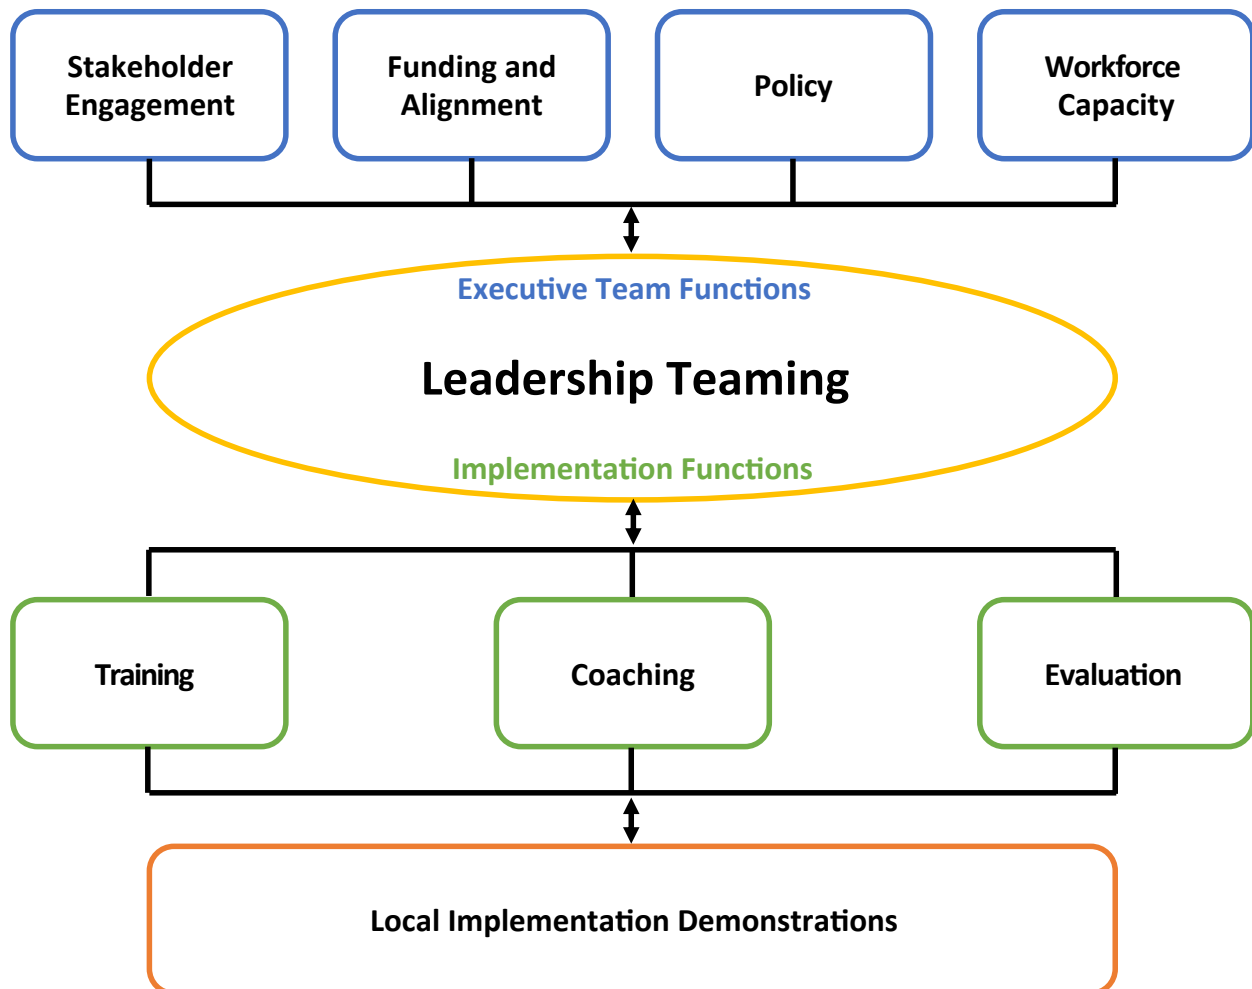 Stakeholder
Engagement
Funding and
Alignment
Policy
Workforce
Capacity
Executive Team Functions
Leadership Teaming
Implementation Functions
Training
Coaching
Evaluation
Local Implementation Demonstrations